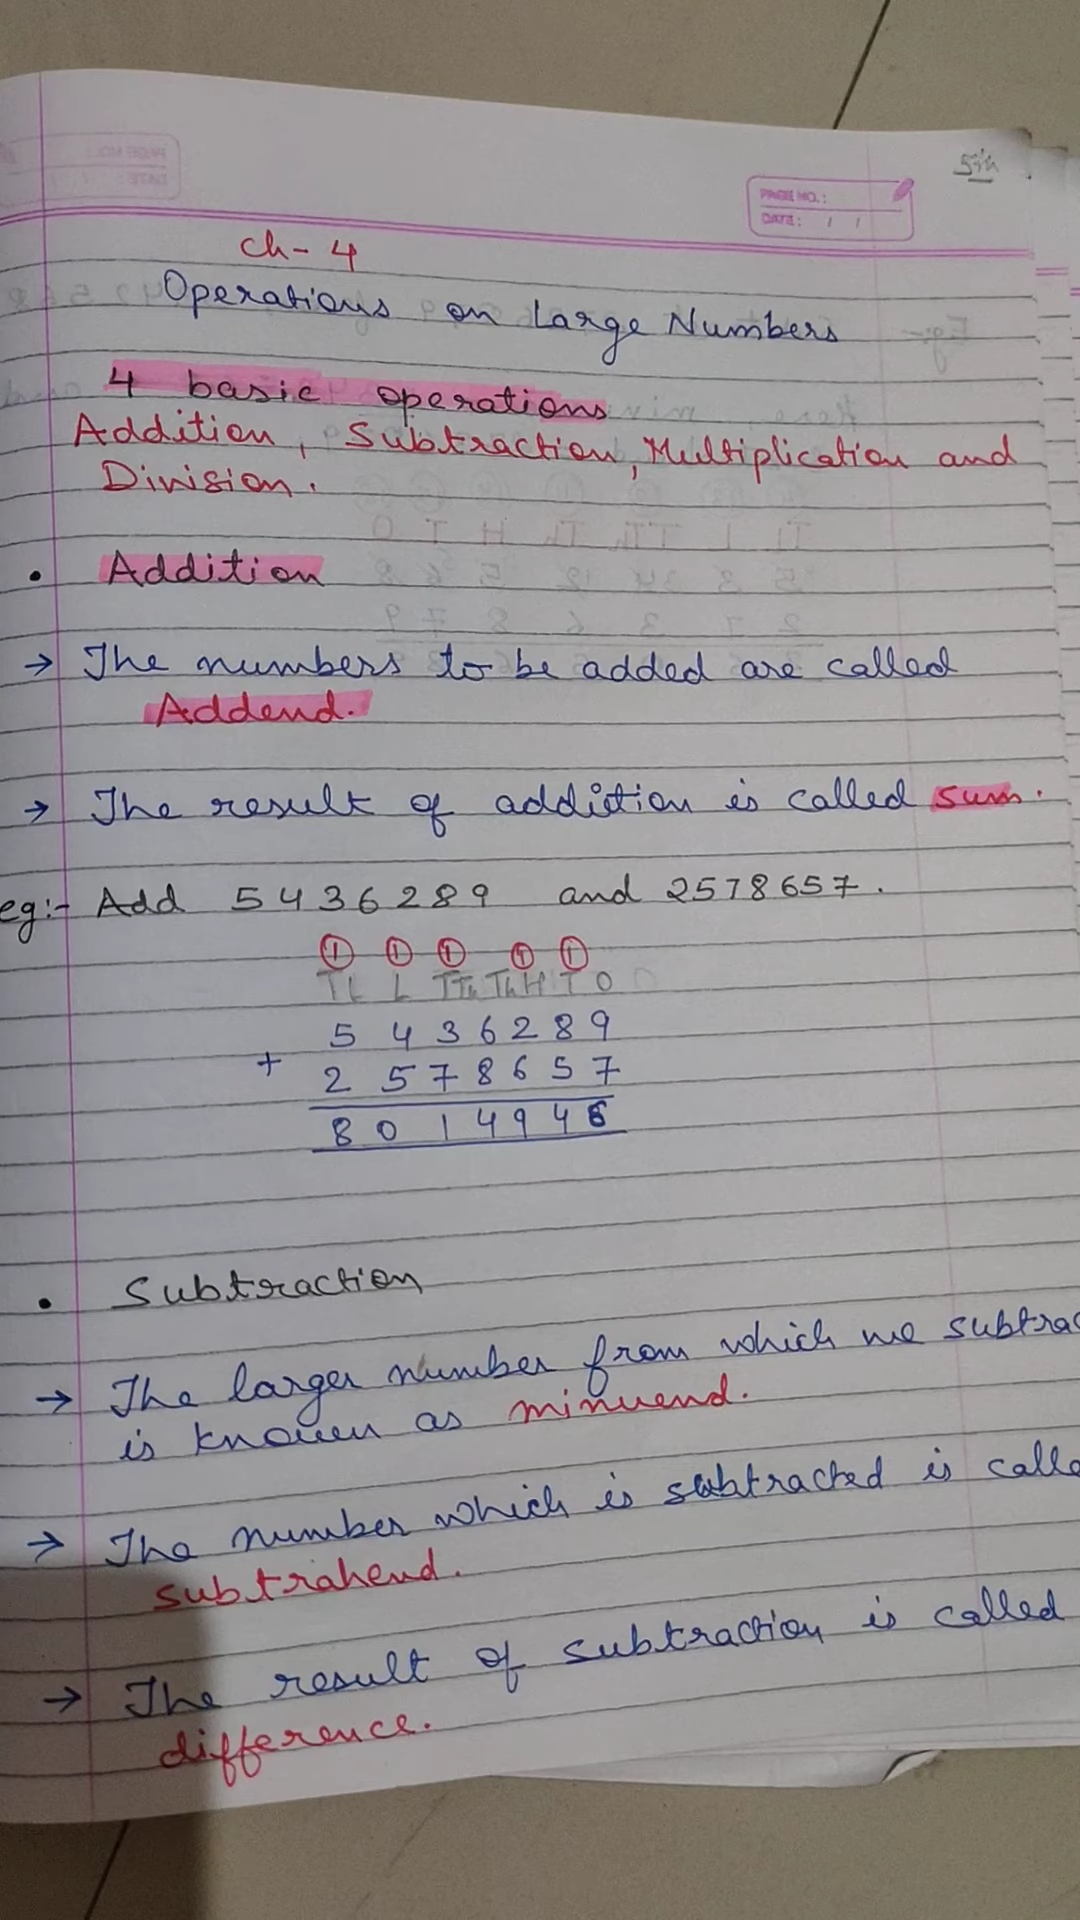 5th
PAGE NO.:
DATE: / /
Ch-4
Operations on Large Numbers
4 basic operations
Addition, Subtraction, Multiplication and
Division.
• Addition
→ The numbers to be added are called
Addend.
→ The result of addition is called sum.
eg:- Add 5436289 and 2578657.
① ① ① ① ①
TL L TTh Th H T O
5 4 3 6 2 8 9
+ 2 5 7 8 6 5 7
8 0 1 4 9 4 6
• Subtraction
→ The larger number from which we subtrac
is known as minuend.
→ The number which is subtracted is calle
subtrahend.
→ The result of subtraction is called
difference.